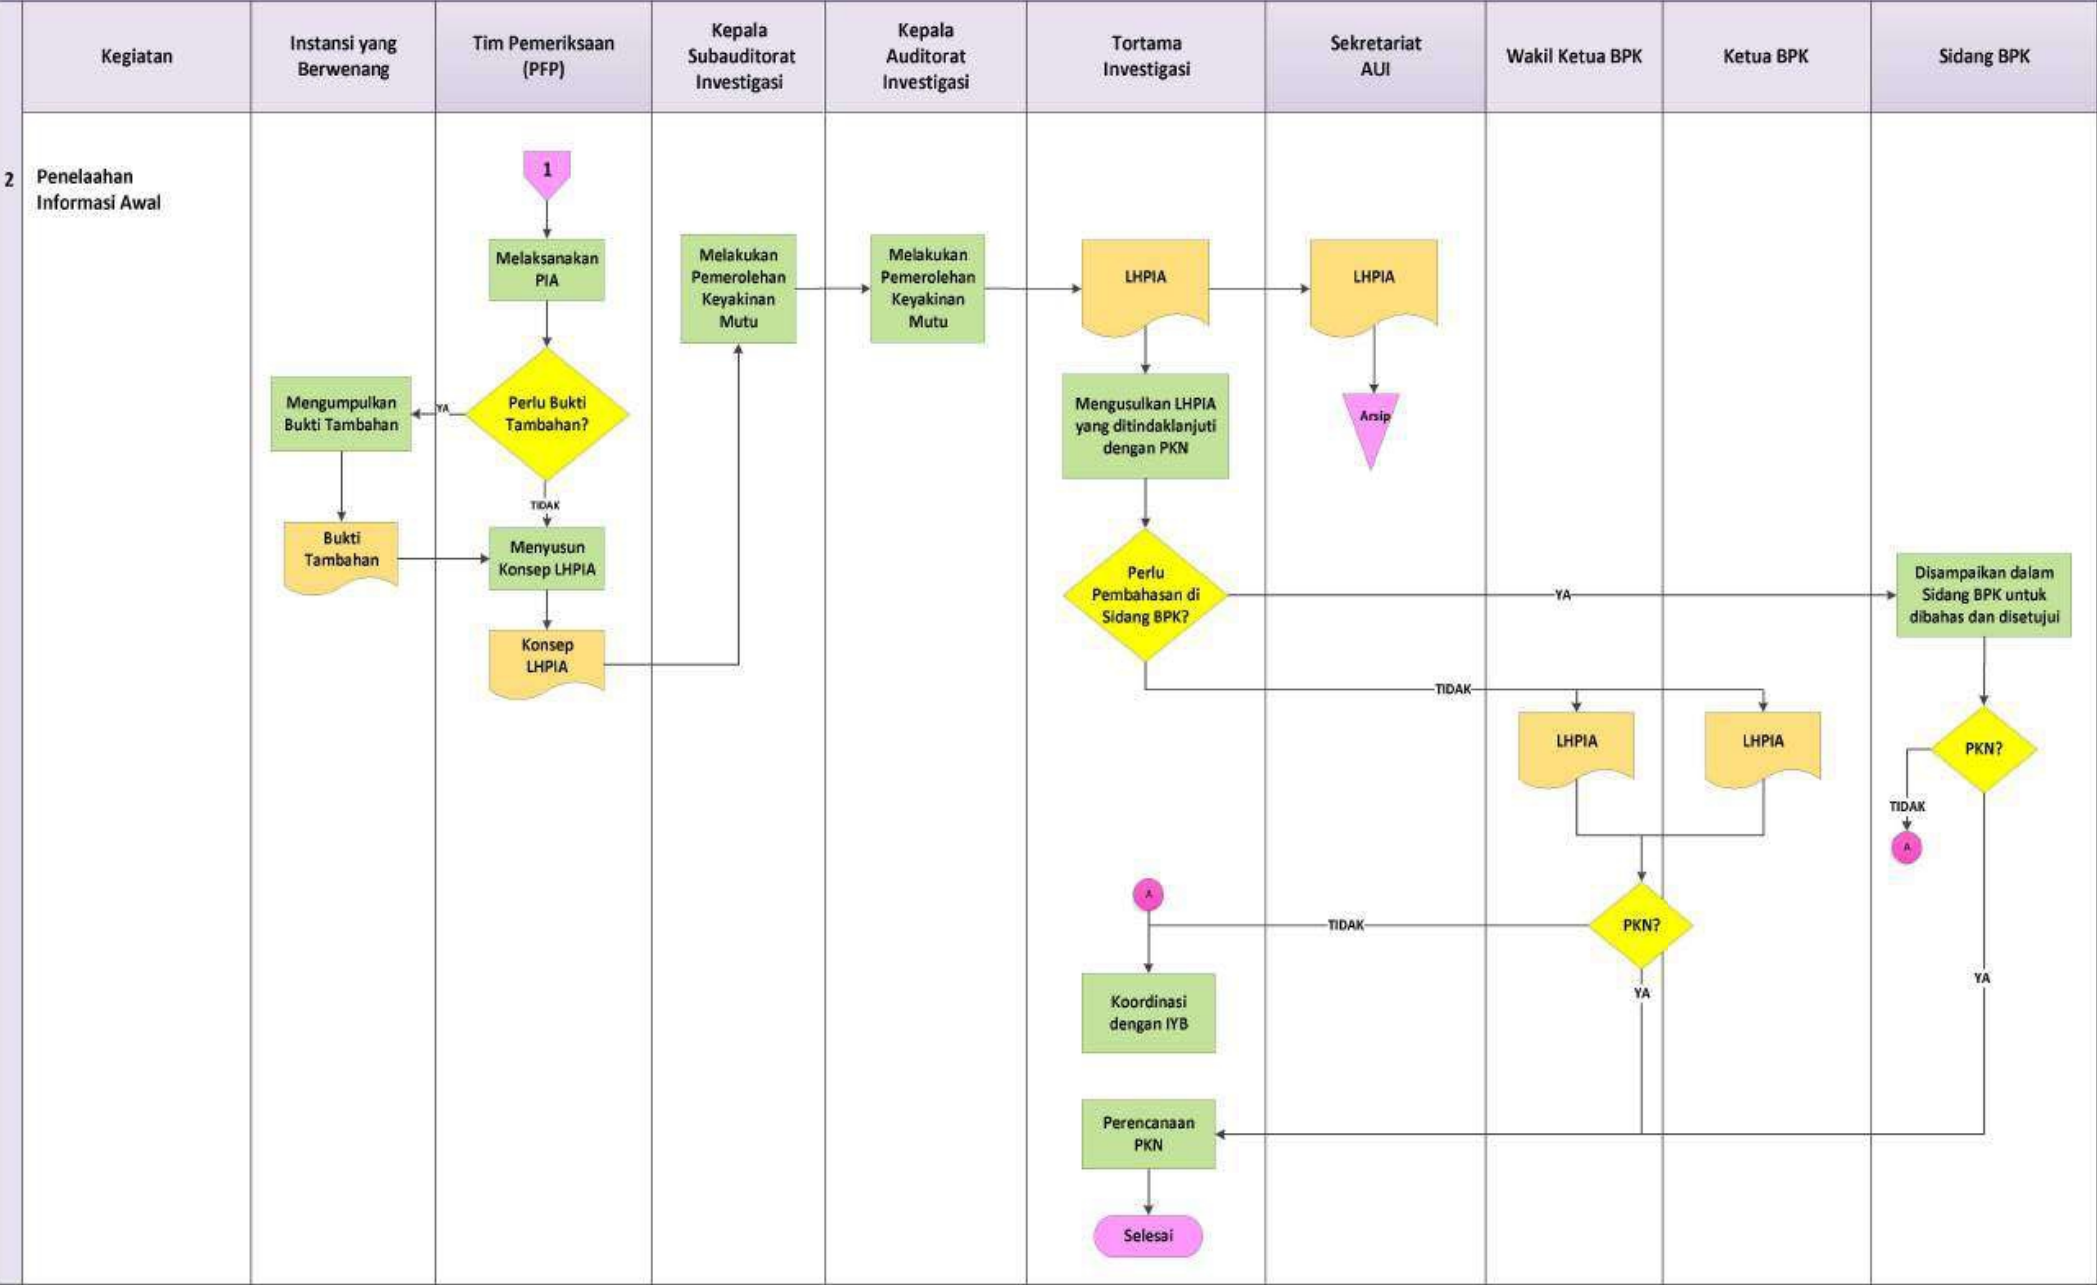 Kegiatan
Instansi yang
Berwenang
Tim Pemeriksaan
(PFP)
Kepala
Subauditorat
Investigasi
Kepala
Auditorat
Investigasi
Tortama
Investigasi
Sekretariat
AUI
Wakil Ketua BPK
Ketua BPK
Sidang BPK
2
Penelaahan
Informasi Awal
1
Melaksanakan
PIA
Perlu Bukti
Tambahan?
YA
Mengumpulkan
Bukti Tambahan
Bukti
Tambahan
TIDAK
Menyusun
Konsep LHPIA
Konsep
LHPIA
Melakukan
Pemerolehan
Keyakinan
Mutu
Melakukan
Pemerolehan
Keyakinan
Mutu
LHPIA
LHPIA
Arsip
Mengusulkan LHPIA
yang ditindaklanjuti
dengan PKN
Perlu
Pembahasan di
Sidang BPK?
YA
Disampaikan dalam
Sidang BPK untuk
dibahas dan disetujui
TIDAK
LHPIA
LHPIA
PKN?
TIDAK
A
A
TIDAK
PKN?
YA
YA
Koordinasi
dengan IYB
Perencanaan
PKN
Selesai